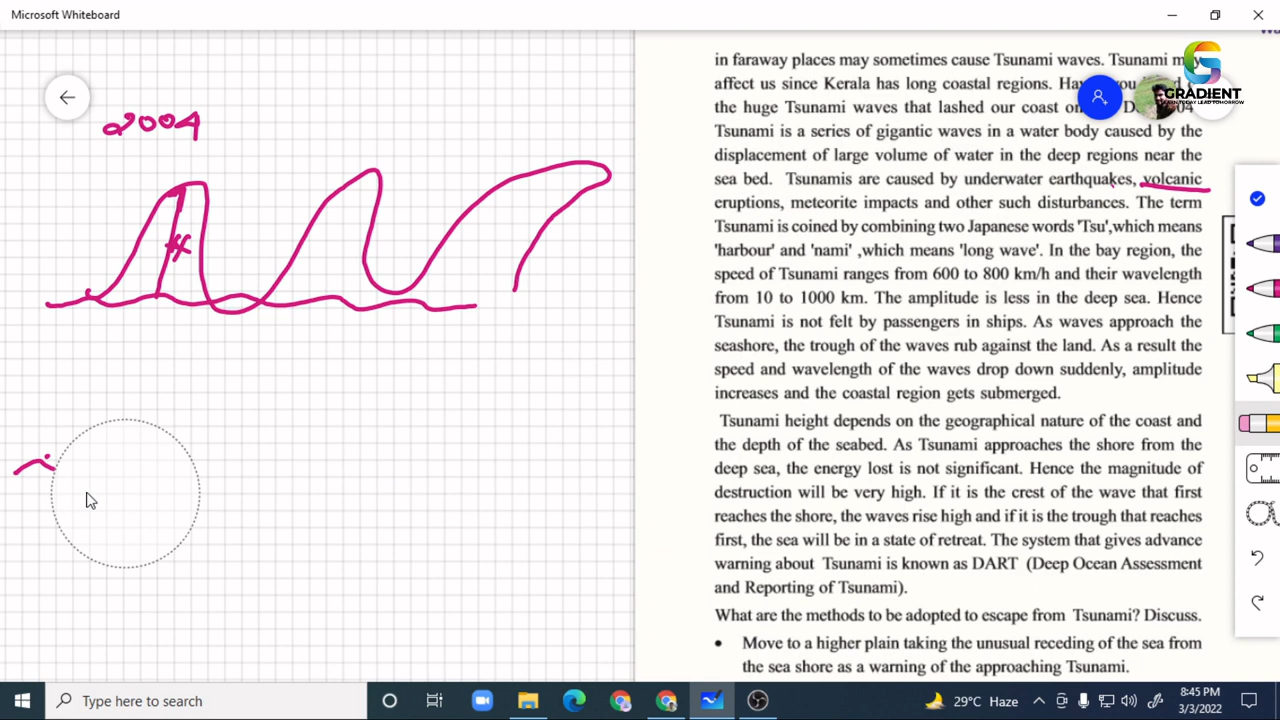 Microsoft Whiteboard
GRADIENT
LEARN TODAY LEAD TOMORROW
2004
in faraway places may sometimes cause Tsunami waves. Tsunami may
affect us since Kerala has long coastal regions.
the huge Tsunami waves that lashed our coast on
Tsunami is a series of gigantic waves in a water body caused by the
displacement of large volume of water in the deep regions near the
sea bed. Tsunamis are caused by underwater earthquakes, volcanic
eruptions, meteorite impacts and other such disturbances. The term
Tsunami is coined by combining two Japanese words 'Tsu',which means
'harbour' and 'nami' ,which means 'long wave'. In the bay region, the
speed of Tsunami ranges from 600 to 800 km/h and their wavelength
from 10 to 1000 km. The amplitude is less in the deep sea. Hence
Tsunami is not felt by passengers in ships. As waves approach the
seashore, the trough of the waves rub against the land. As a result the
speed and wavelength of the waves drop down suddenly, amplitude
increases and the coastal region gets submerged.
Tsunami height depends on the geographical nature of the coast and
the depth of the seabed. As Tsunami approaches the shore from the
deep sea, the energy lost is not significant. Hence the magnitude of
destruction will be very high. If it is the crest of the wave that first
reaches the shore, the waves rise high and if it is the trough that reaches
first, the sea will be in a state of retreat. The system that gives advance
warning about Tsunami is known as DART (Deep Ocean Assessment
and Reporting of Tsunami).
What are the methods to be adopted to escape from Tsunami? Discuss.
• Move to a higher plain taking the unusual receding of the sea from
the sea shore as a warning of the approaching Tsunami.
Type here to search
29°C Haze
8:45 PM
3/3/2022